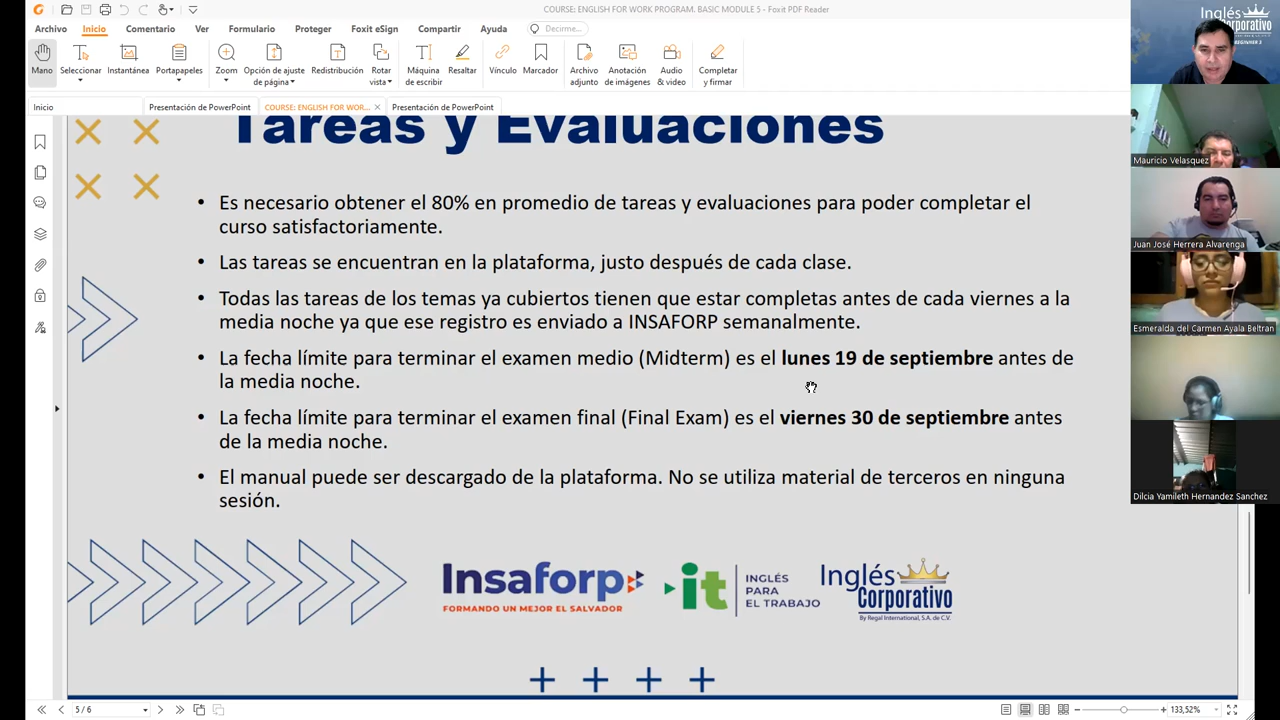 COURSE: ENGLISH FOR WORK PROGRAM. BASIC MODULE 5 - Foxit PDF Reader
Archivo Inicio Comentario Ver Formulario Proteger Foxit eSign Compartir Ayuda Decirme...
Mano Seleccionar Instantánea Portapapeles Zoom Opción de ajuste de página Redistribución Rotar vista Máquina de escribir Resaltar Vínculo Marcador Archivo adjunto Anotación de imágenes Audio & video Completar y firmar
Inicio Presentación de PowerPoint COURSE: ENGLISH FOR WOR... Presentación de PowerPoint
Tareas y Evaluaciones
• Es necesario obtener el 80% en promedio de tareas y evaluaciones para poder completar el
curso satisfactoriamente.
• Las tareas se encuentran en la plataforma, justo después de cada clase.
• Todas las tareas de los temas ya cubiertos tienen que estar completas antes de cada viernes a la
media noche ya que ese registro es enviado a INSAFORP semanalmente.
• La fecha límite para terminar el examen medio (Midterm) es el lunes 19 de septiembre antes de
la media noche.
• La fecha límite para terminar el examen final (Final Exam) es el viernes 30 de septiembre antes
de la media noche.
• El manual puede ser descargado de la plataforma. No se utiliza material de terceros en ninguna
sesión.
Insaforp
FORMANDO UN MEJOR EL SALVADOR
it
INGLÉS
PARA
EL TRABAJO
Inglés
Corporativo
By Regal International, S.A. de C.V.
5 / 6
133,52%
Inglés
Corporativo
BEGINNER 2
Mauricio Velasquez
Juan José Herrera Alvarenga
Esmeralda del Carmen Ayala Beltran
Dilcia Yamileth Hernandez Sanchez